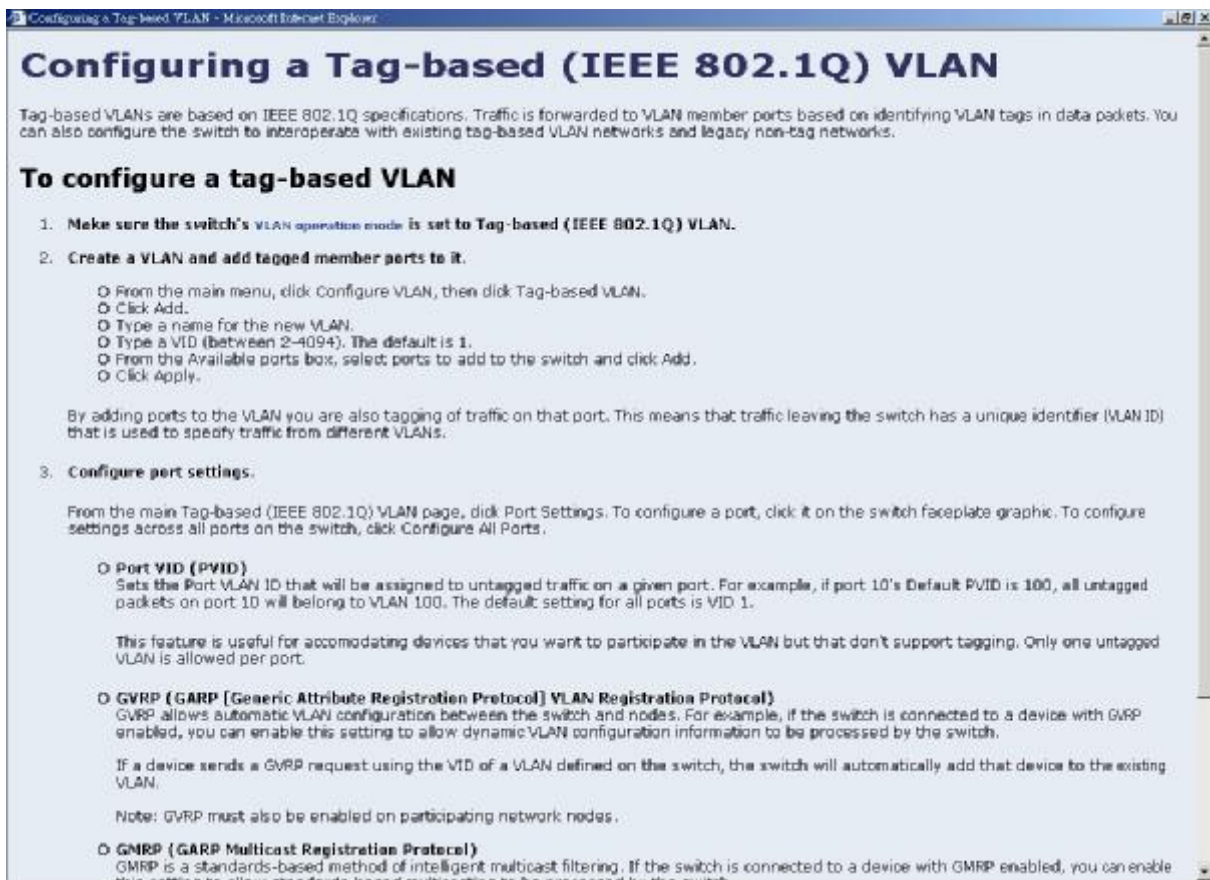 Configuring a Tag-based VLAN - Microsoft Internet Explorer
Configuring a Tag-based (IEEE 802.1Q) VLAN
Tag-based VLANs are based on IEEE 802.1Q specifications. Traffic is forwarded to VLAN member ports based on identifying VLAN tags in data packets. You
can also configure the switch to interoperate with existing tag-based VLAN networks and legacy non-tag networks.
To configure a tag-based VLAN
1. Make sure the switch's VLAN operation mode is set to Tag-based (IEEE 802.1Q) VLAN.
2. Create a VLAN and add tagged member ports to it.
O From the main menu, click Configure VLAN, then click Tag-based VLAN.
O Click Add.
O Type a name for the new VLAN.
O Type a VID (between 2-4094). The default is 1.
O From the Available ports box, select ports to add to the switch and click Add.
O Click Apply.
By adding ports to the VLAN you are also tagging of traffic on that port. This means that traffic leaving the switch has a unique identifier (VLAN ID)
that is used to specify traffic from different VLANs.
3. Configure port settings.
From the main Tag-based (IEEE 802.1Q) VLAN page, click Port Settings. To configure a port, click it on the switch faceplate graphic. To configure
settings across all ports on the switch, click Configure All Ports.
O Port VID (PVID)
Sets the Port VLAN ID that will be assigned to untagged traffic on a given port. For example, if port 10's Default PVID is 100, all untagged
packets on port 10 will belong to VLAN 100. The default setting for all ports is VID 1.
This feature is useful for accomodating devices that you want to participate in the VLAN but that don't support tagging. Only one untagged
VLAN is allowed per port.
O GVRP (GARP [Generic Attribute Registration Protocol] VLAN Registration Protocol)
GVRP allows automatic VLAN configuration between the switch and nodes. For example, if the switch is connected to a device with GVRP
enabled, you can enable this setting to allow dynamic VLAN configuration information to be processed by the switch.
If a device sends a GVRP request using the VID of a VLAN defined on the switch, the switch will automatically add that device to the existing
VLAN.
Note: GVRP must also be enabled on participating network nodes.
O GMRP (GARP Multicast Registration Protocol)
GMRP is a standards-based method of intelligent multicast filtering. If the switch is connected to a device with GMRP enabled, you can enable
this setting to allow standards-based multicasting to be processed by the switch.